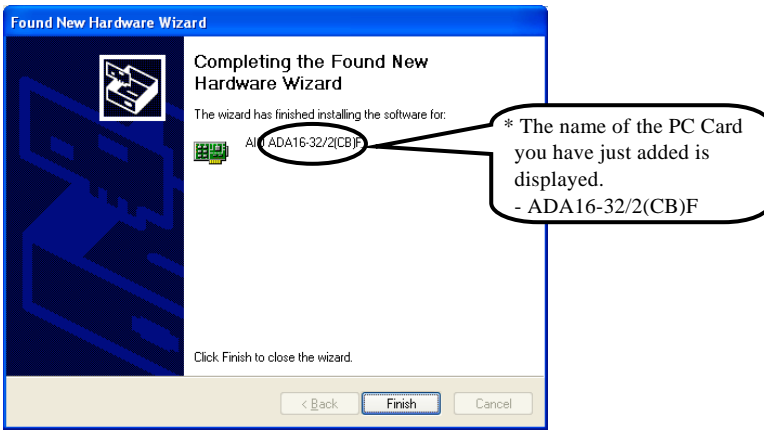 Found New Hardware Wizard
Completing the Found New
Hardware Wizard
The wizard has finished installing the software for:
AIO ADA16-32/2(CB)F
* The name of the PC Card
you have just added is
displayed.
- ADA16-32/2(CB)F
Click Finish to close the wizard.
< Back
Finish
Cancel